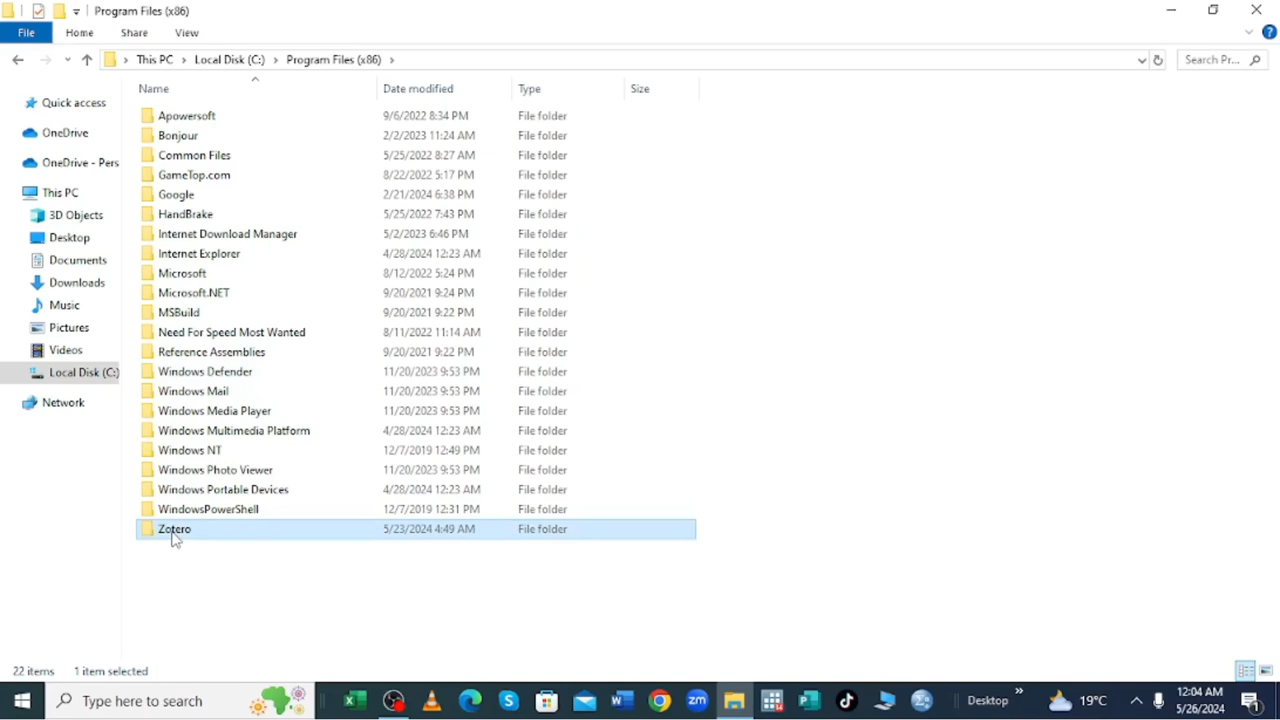 Program Files (x86)
File Home Share View
This PC Local Disk (C:) Program Files (x86) Search Pr...
Name Date modified Type Size
Quick access
OneDrive
OneDrive - Pers
This PC
3D Objects
Desktop
Documents
Downloads
Music
Pictures
Videos
Local Disk (C:)
Network
Apowersoft 9/6/2022 8:34 PM File folder
Bonjour 2/2/2023 11:24 AM File folder
Common Files 5/25/2022 8:27 AM File folder
GameTop.com 8/22/2022 5:17 PM File folder
Google 2/21/2024 6:38 PM File folder
HandBrake 5/25/2022 7:43 PM File folder
Internet Download Manager 5/2/2023 6:46 PM File folder
Internet Explorer 4/28/2024 12:23 AM File folder
Microsoft 8/12/2022 5:24 PM File folder
Microsoft.NET 9/20/2021 9:24 PM File folder
MSBuild 9/20/2021 9:22 PM File folder
Need For Speed Most Wanted 8/11/2022 11:14 AM File folder
Reference Assemblies 9/20/2021 9:22 PM File folder
Windows Defender 11/20/2023 9:53 PM File folder
Windows Mail 11/20/2023 9:53 PM File folder
Windows Media Player 11/20/2023 9:53 PM File folder
Windows Multimedia Platform 4/28/2024 12:23 AM File folder
Windows NT 12/7/2019 12:49 PM File folder
Windows Photo Viewer 11/20/2023 9:53 PM File folder
Windows Portable Devices 4/28/2024 12:23 AM File folder
WindowsPowerShell 12/7/2019 12:31 PM File folder
Zotero 5/23/2024 4:49 AM File folder
22 items 1 item selected
Type here to search Desktop 19°C 12:04 AM
5/26/2024